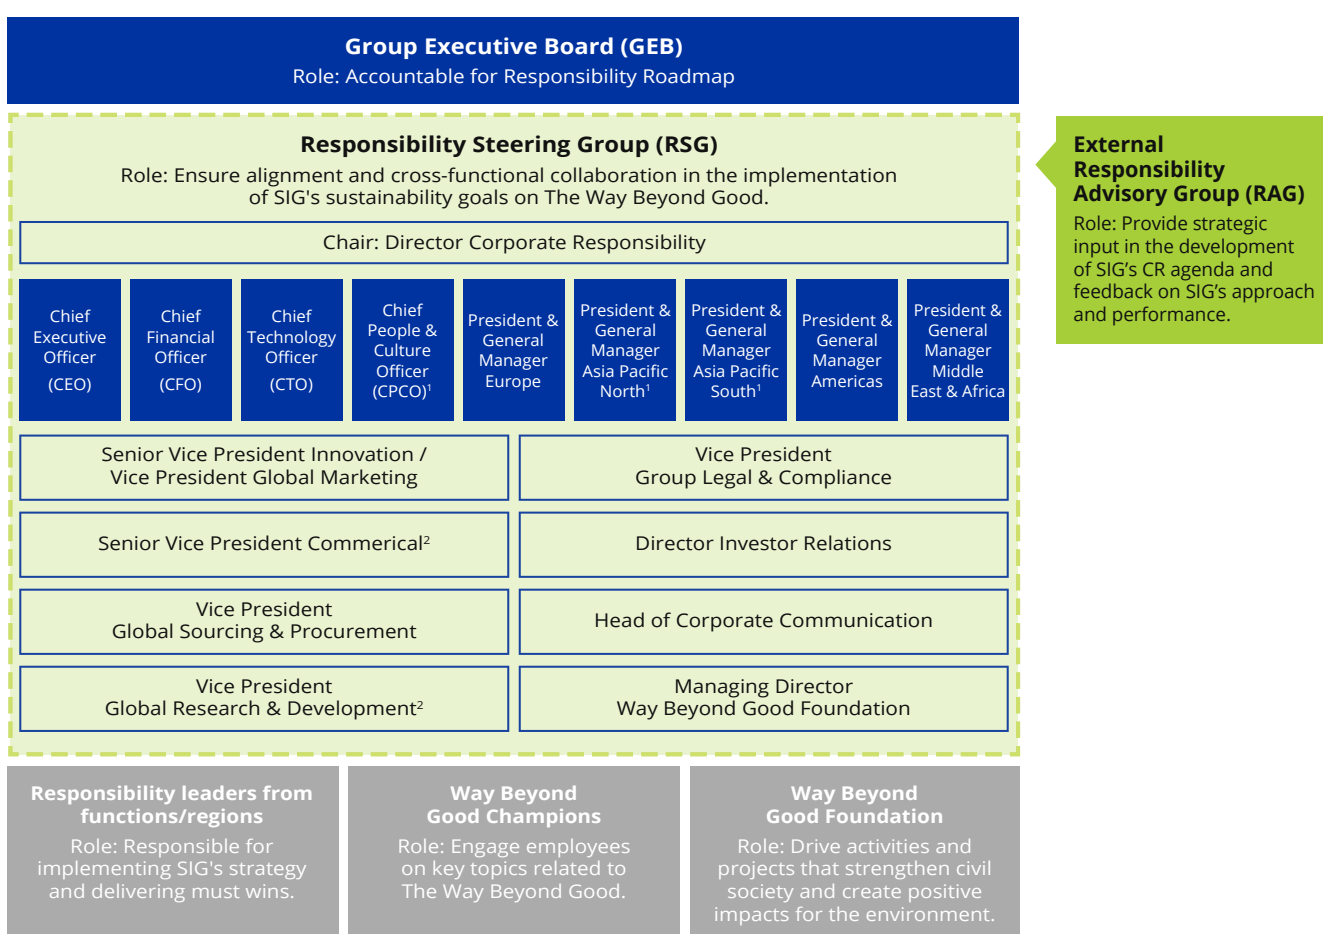 Group Executive Board (GEB)
Role: Accountable for Responsibility Roadmap
Responsibility Steering Group (RSG)
Role: Ensure alignment and cross-functional collaboration in the implementation
of SIG's sustainability goals on The Way Beyond Good.
Chair: Director Corporate Responsibility
Chief
Executive
Officer
(CEO)
Chief
Financial
Officer
(CFO)
Chief
Technology
Officer
(CTO)
Chief
People &
Culture
Officer
(CPCO)¹
President &
General
Manager
Europe
President &
General
Manager
Asia Pacific
North¹
President &
General
Manager
Asia Pacific
South¹
President &
General
Manager
Americas
President &
General
Manager
Middle
East & Africa
Senior Vice President Innovation /
Vice President Global Marketing
Vice President
Group Legal & Compliance
Senior Vice President Commerical²
Director Investor Relations
Vice President
Global Sourcing & Procurement
Head of Corporate Communication
Vice President
Global Research & Development²
Managing Director
Way Beyond Good Foundation
External
Responsibility
Advisory Group (RAG)
Role: Provide strategic
input in the development
of SIG’s CR agenda and
feedback on SIG’s approach
and performance.
Responsibility leaders from
functions/regions
Role: Responsible for
implementing SIG's strategy
and delivering must wins.
Way Beyond
Good Champions
Role: Engage employees
on key topics related to
The Way Beyond Good.
Way Beyond
Good Foundation
Role: Drive activities and
projects that strengthen civil
society and create positive
impacts for the environment.